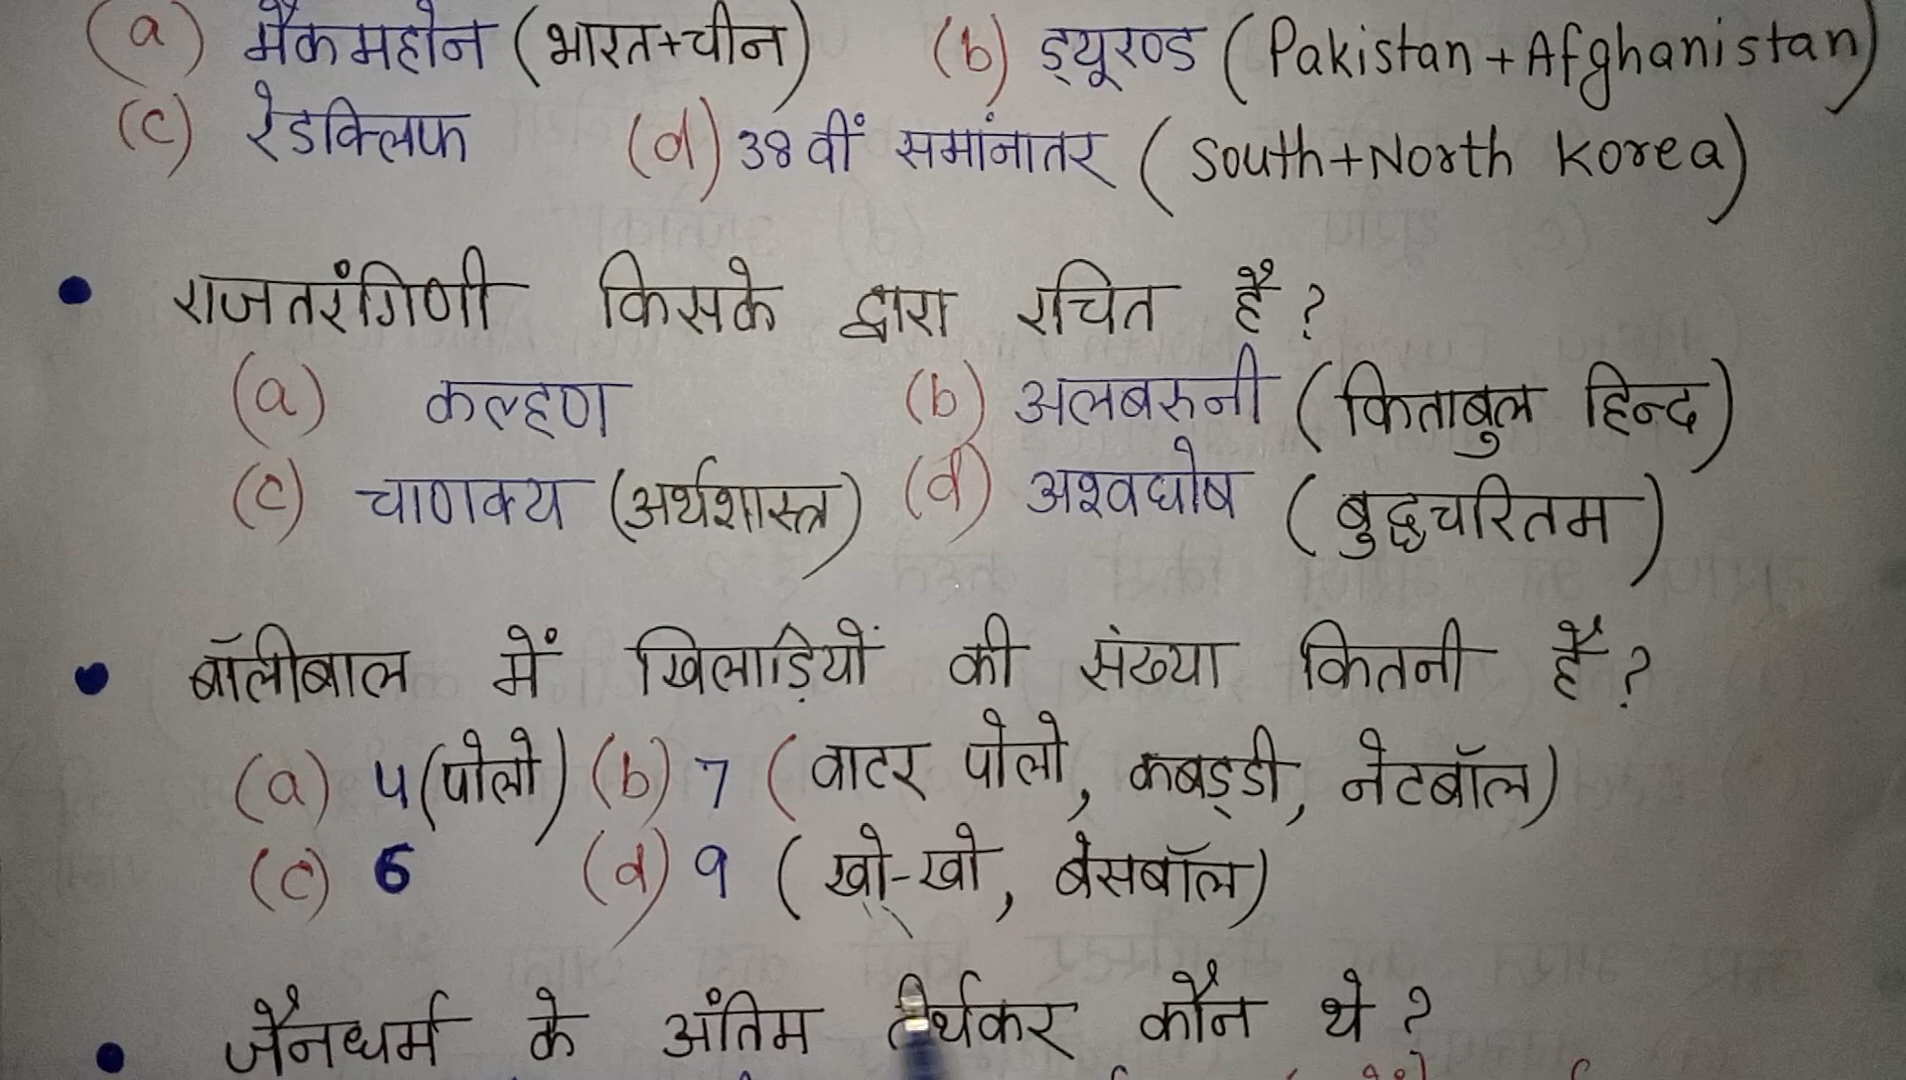 (a) मैकमहोन (भारत+चीन) (b) ड्यूरण्ड (Pakistan+Afghanistan)
(c) रेडक्लिफ (d) 38वीं समांनातर (South+North Korea)
• राजतरंगिणी किसके द्वारा रचित है ?
(a) कल्हण (b) अलबरुनी (किताबुल हिन्द)
(c) चाणक्य (अर्थशास्त्र) (d) अश्वघोष (बुद्धचरितम)
• बॉलीबाल में खिलाड़ियों की संख्या कितनी है ?
(a) 4(पोलो) (b) 7 (वाटर पोलो, कबड्डी, नेटबॉल)
(c) 6 (d) 9 (खो-खो, बेसबॉल)
• जैनधर्म के अंतिम तीर्थकर कौन थे ?